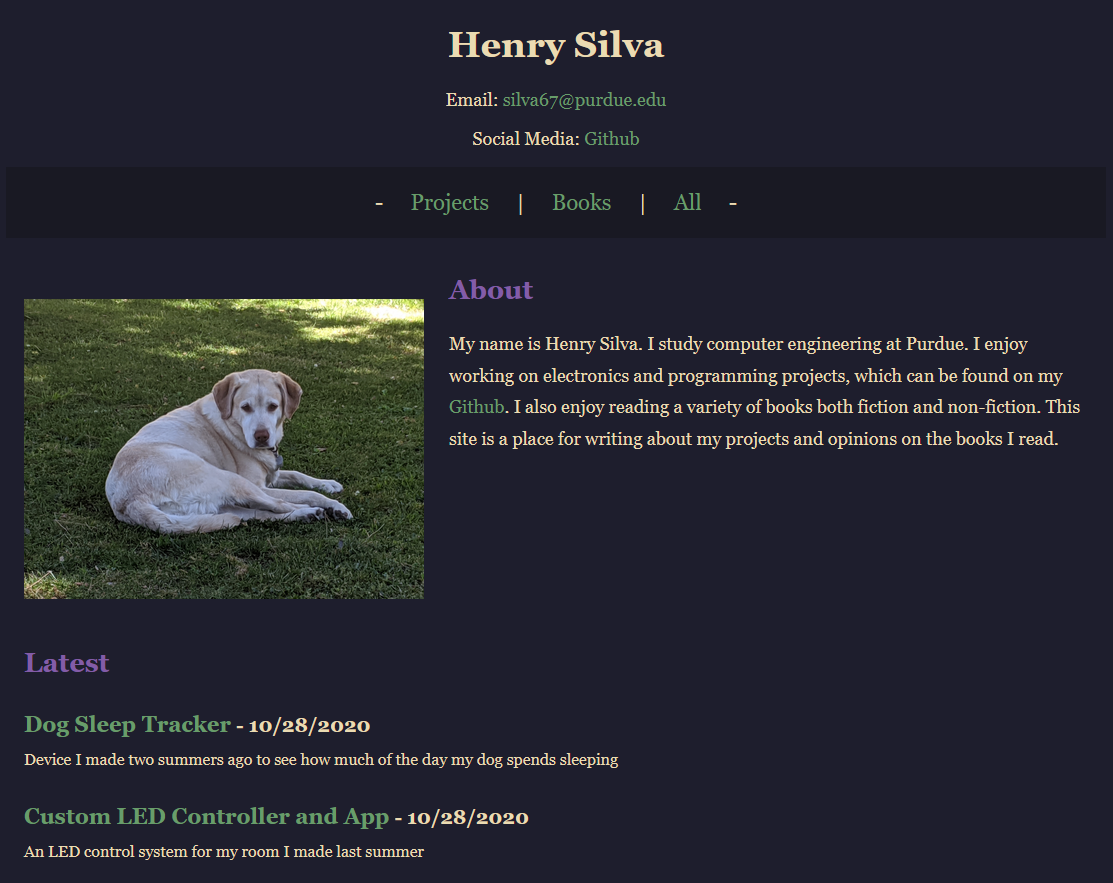 Henry Silva
Email: silva67@purdue.edu
Social Media: Github
- Projects | Books | All -
About
My name is Henry Silva. I study computer engineering at Purdue. I enjoy
working on electronics and programming projects, which can be found on my
Github. I also enjoy reading a variety of books both fiction and non-fiction. This
site is a place for writing about my projects and opinions on the books I read.
Latest
Dog Sleep Tracker - 10/28/2020
Device I made two summers ago to see how much of the day my dog spends sleeping
Custom LED Controller and App - 10/28/2020
An LED control system for my room I made last summer